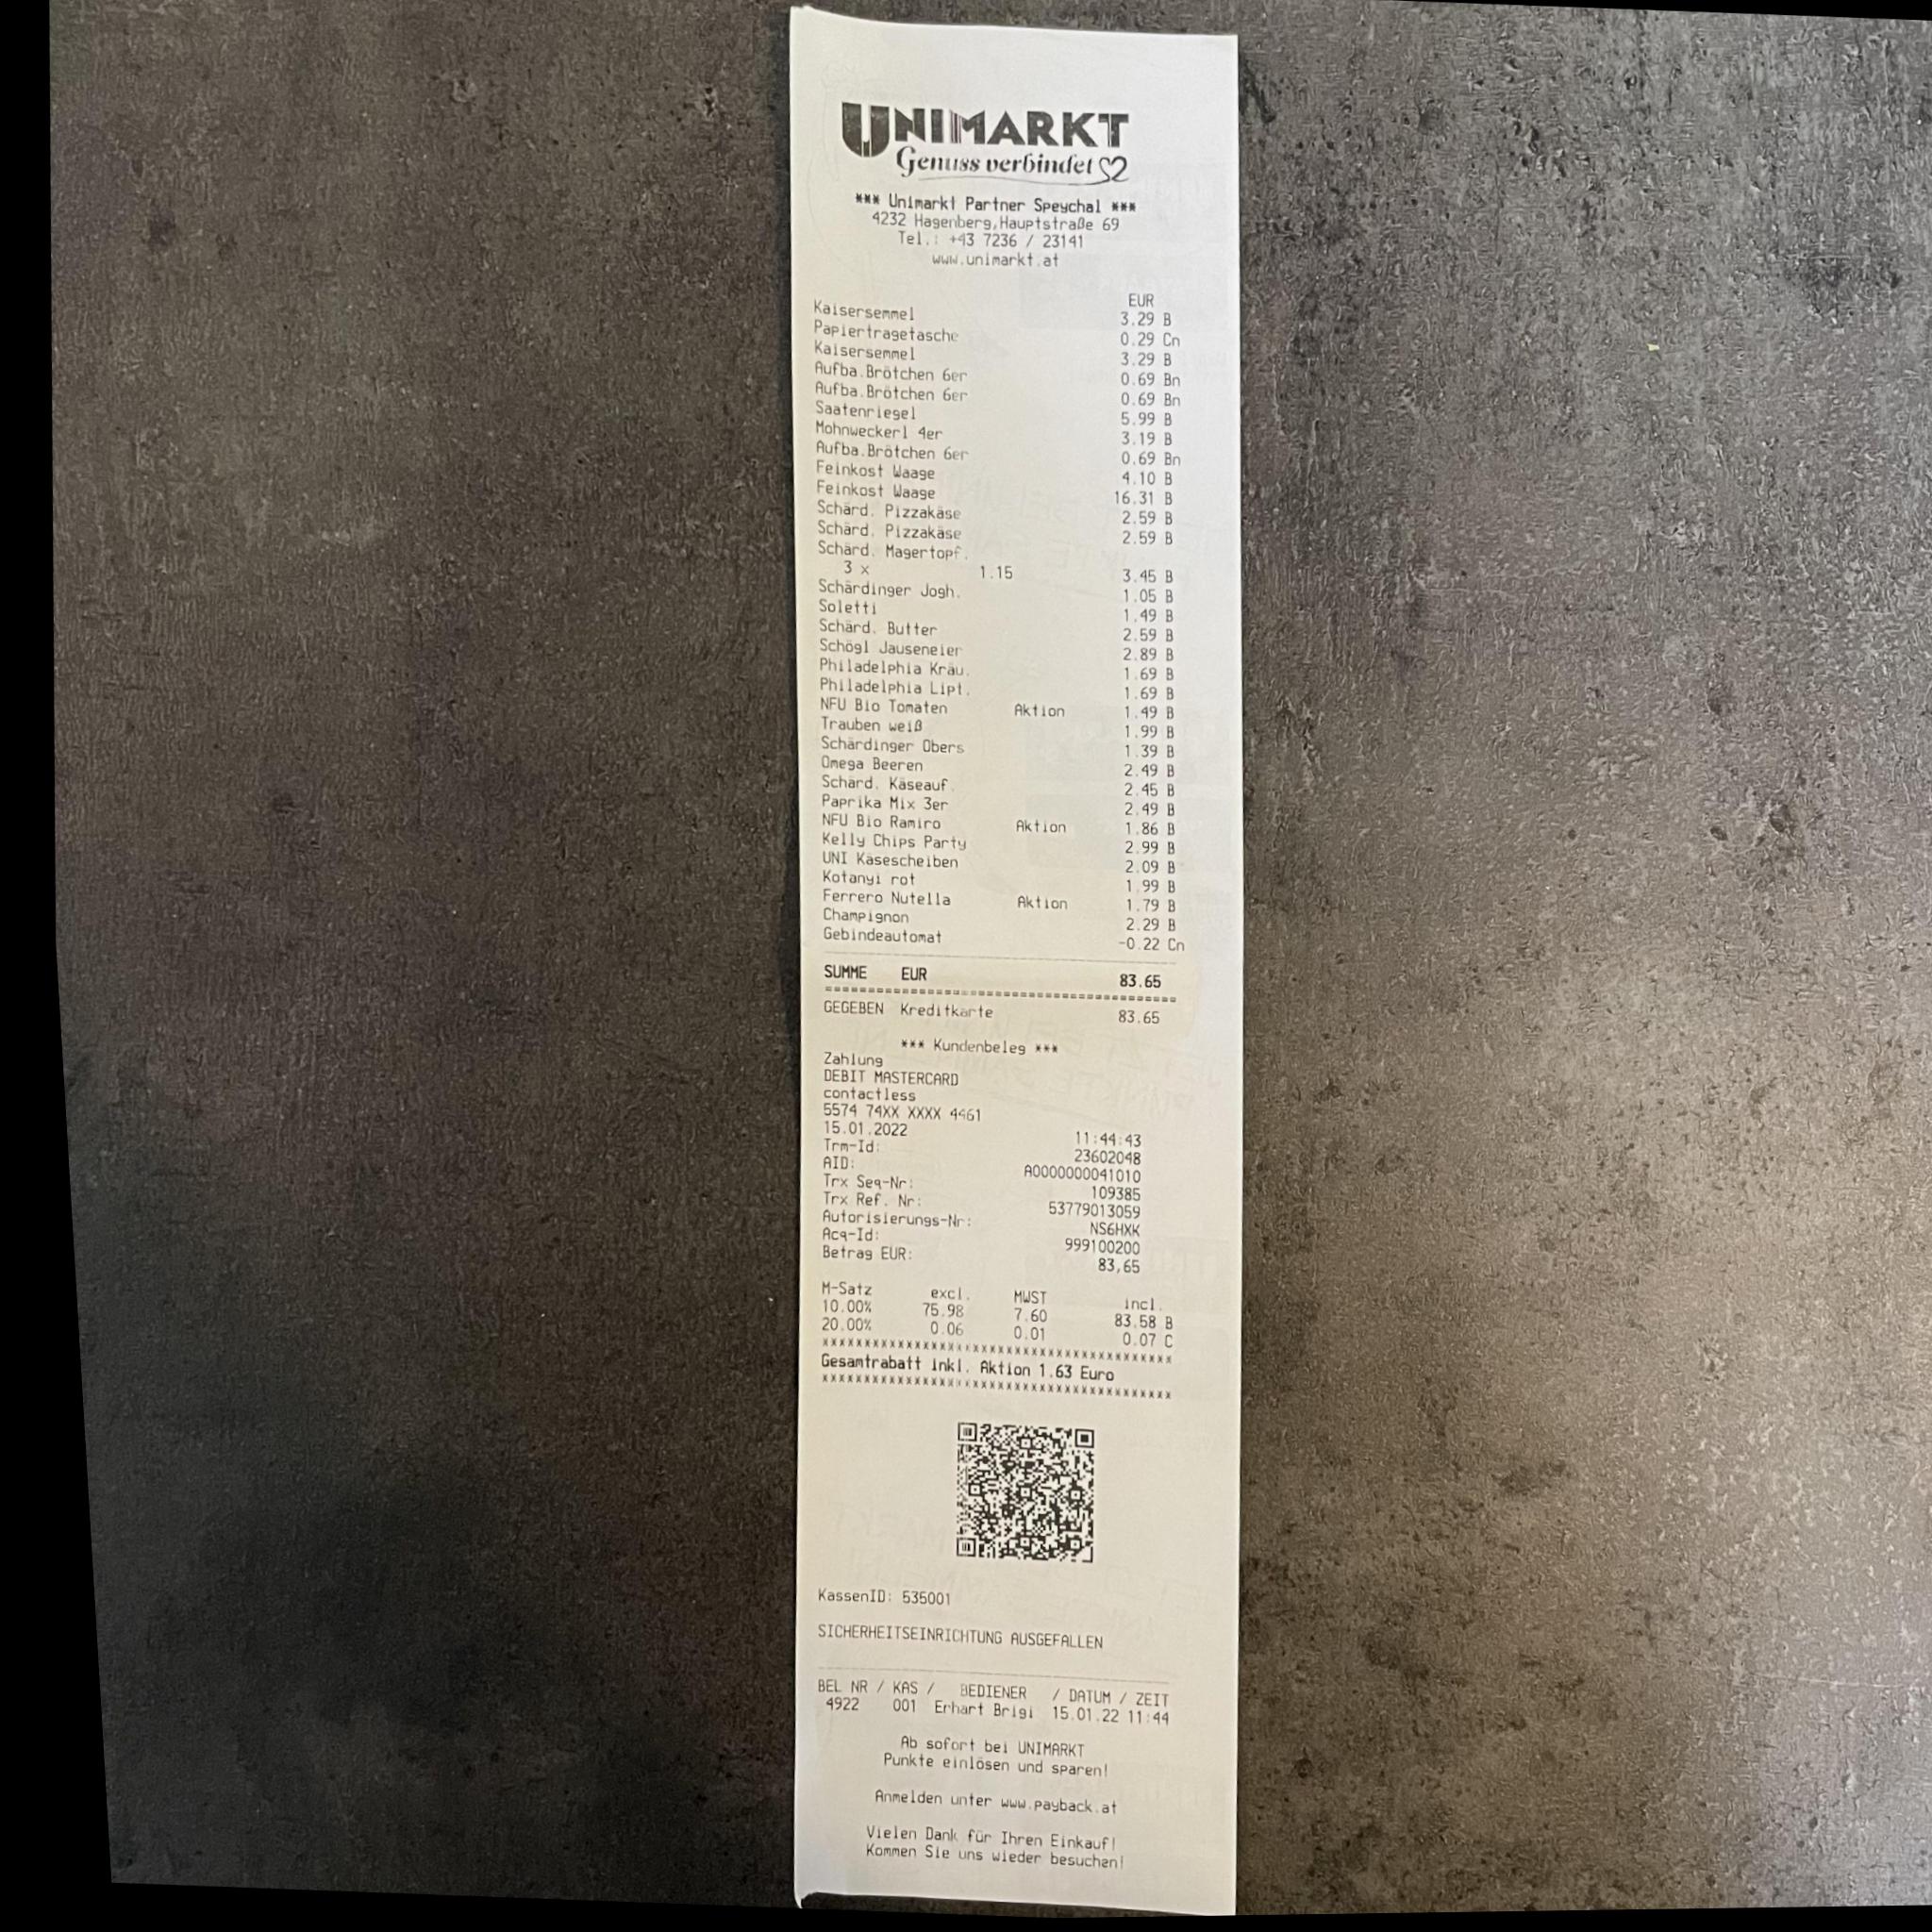 UNIMARKT
Genuss verbindet
*** Unimarkt Partner Speychal ***
4232 Hagenberg,Hauptstraße 69
Tel.: +43 7236 / 23141
www.unimarkt.at
EUR
Kaisersemmel 3.29 B
Papiertragetasche 0.29 Cn
Kaisersemmel 3.29 B
Aufba.Brötchen 6er 0.69 Bn
Aufba.Brötchen 6er 0.69 Bn
Saatenriegel 5.99 B
Mohnweckerl 4er 3.19 B
Aufba.Brötchen 6er 0.69 Bn
Feinkost Waage 4.10 B
Feinkost Waage 16.31 B
Schärd. Pizzakäse 2.59 B
Schärd. Pizzakäse 2.59 B
Schärd. Magertopf.
3 x 1.15 3.45 B
Schärdinger Jogh. 1.05 B
Soletti 1.49 B
Schärd. Butter 2.59 B
Schögl Jauseneier 2.89 B
Philadelphia Kräu. 1.69 B
Philadelphia Lipt. 1.69 B
NFU Bio Tomaten Aktion 1.49 B
Trauben weiß 1.99 B
Schärdinger Obers 1.39 B
Omega Beeren 2.49 B
Schärd. Käseauf. 2.45 B
Paprika Mix 3er 2.49 B
NFU Bio Ramiro Aktion 1.86 B
Kelly Chips Party 2.99 B
UNI Käsescheiben 2.09 B
Kotanyi rot 1.99 B
Ferrero Nutella Aktion 1.79 B
Champignon 2.29 B
Gebindeautomat -0.22 Cn
SUMME EUR 83.65
GEGEBEN Kreditkarte 83.65
*** Kundenbeleg ***
Zahlung
DEBIT MASTERCARD
contactless
5574 74XX XXXX 4461
15.01.2022 11:44:43
Trm-Id: 23602048
AID: A0000000041010
Trx Seq-Nr: 109385
Trx Ref. Nr: 53779013059
Autorisierungs-Nr: NS6HXK
Acq-Id: 999100200
Betrag EUR: 83,65
M-Satz excl. MWST incl.
10.00% 75.98 7.60 83.58 B
20.00% 0.06 0.01 0.07 C
Gesamtrabatt inkl. Aktion 1.63 Euro
KassenID: 535001
SICHERHEITSEINRICHTUNG AUSGEFALLEN
BEL NR / KAS / BEDIENER / DATUM / ZEIT
4922 001 Erhart Brigi 15.01.22 11:44
Ab sofort bei UNIMARKT
Punkte einlösen und sparen!
Anmelden unter www.payback.at
Vielen Dank für Ihren Einkauf!
Kommen Sie uns wieder besuchen!